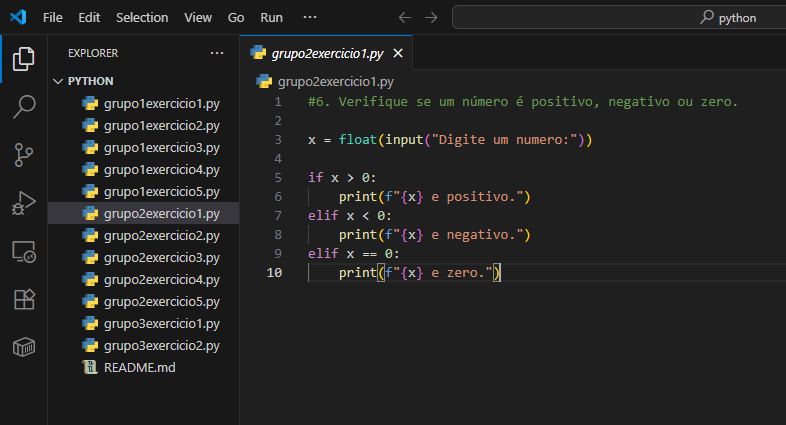 File Edit Selection View Go Run ··· python
EXPLORER ···
PYTHON
grupo1exercicio1.py
grupo1exercicio2.py
grupo1exercicio3.py
grupo1exercicio4.py
grupo1exercicio5.py
grupo2exercicio1.py
grupo2exercicio2.py
grupo2exercicio3.py
grupo2exercicio4.py
grupo2exercicio5.py
grupo3exercicio1.py
grupo3exercicio2.py
README.md
grupo2exercicio1.py
grupo2exercicio1.py
1 #6. Verifique se um número é positivo, negativo ou zero.
2
3 x = float(input("Digite um numero:"))
4
5 if x > 0:
6     print(f"{x} e positivo.")
7 elif x < 0:
8     print(f"{x} e negativo.")
9 elif x == 0:
10     print(f"{x} e zero.")